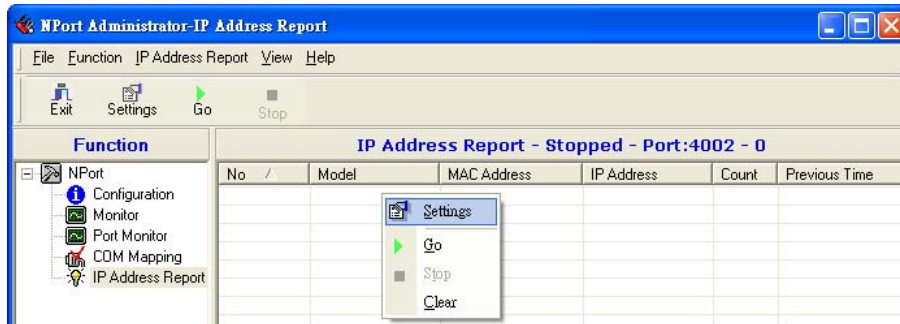 NPort Administrator-IP Address Report
File Function IP Address Report View Help
Exit Settings Go Stop
Function
IP Address Report - Stopped - Port:4002 - 0
NPort
Configuration
Monitor
Port Monitor
COM Mapping
IP Address Report
No Model MAC Address IP Address Count Previous Time
Settings
Go
Stop
Clear